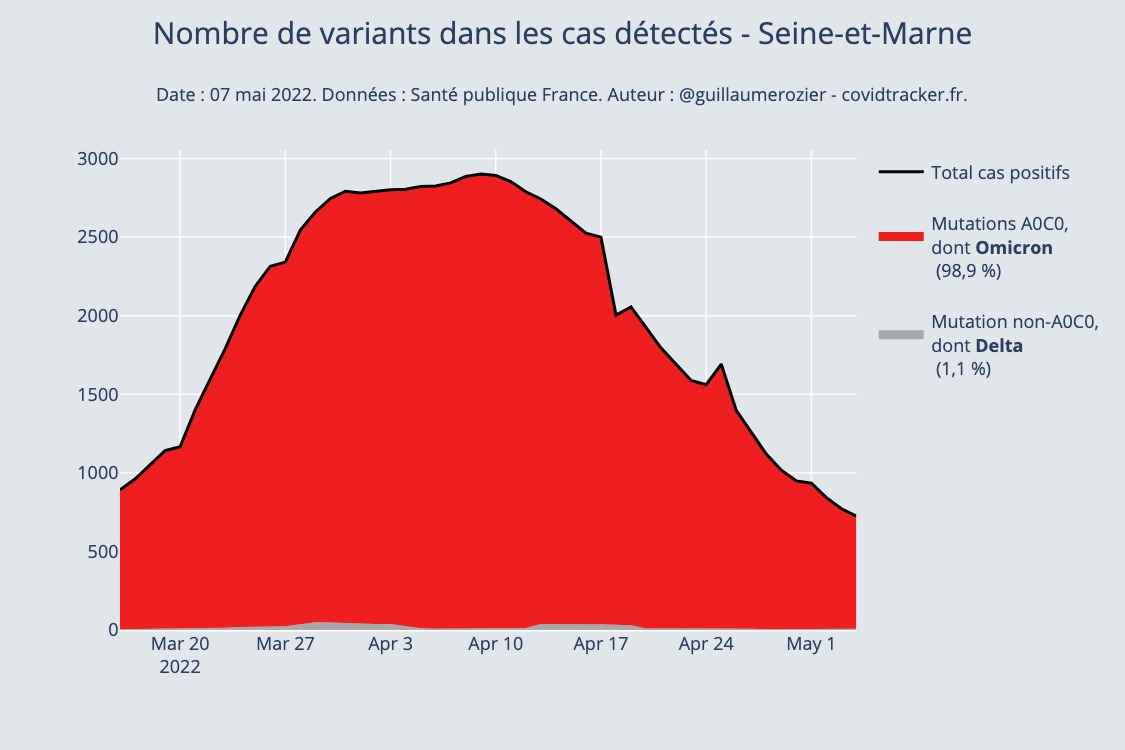 Nombre de variants dans les cas détectés - Seine-et-Marne
Date : 07 mai 2022. Données : Santé publique France. Auteur : @guillaumerozier - covidtracker.fr.
3000
2500
2000
1500
1000
500
0
Mar 20
2022
Mar 27
Apr 3
Apr 10
Apr 17
Apr 24
May 1
Total cas positifs
Mutations A0C0,
dont Omicron
(98,9 %)
Mutation non-A0C0,
dont Delta
(1,1 %)